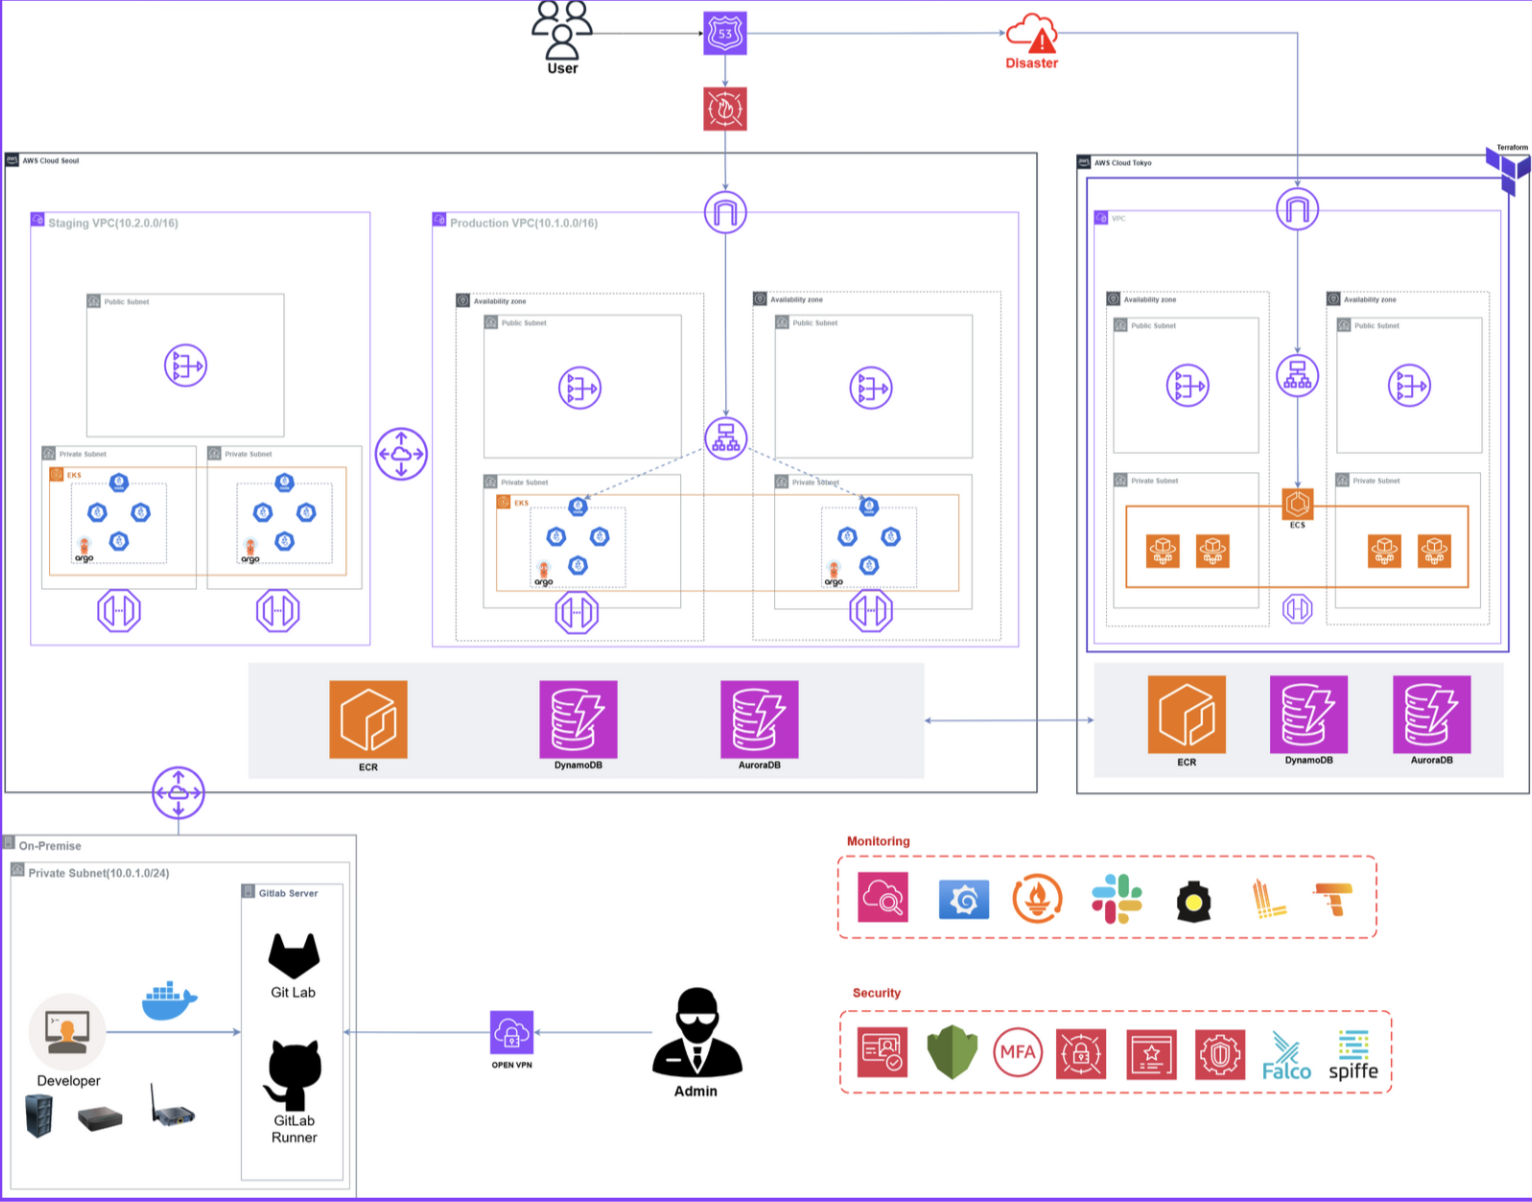 User
53
Disaster
aws
AWS Cloud Seoul
aws
AWS Cloud Tokyo
Terraform
Staging VPC(10.2.0.0/16)
Production VPC(10.1.0.0/16)
VPC
Public Subnet
Availability zone
Public Subnet
Availability zone
Public Subnet
Availability zone
Public Subnet
Availability zone
Public Subnet
Private Subnet
Private Subnet
EKS
argo
argo
Private Subnet
Private Subnet
EKS
argo
argo
Private Subnet
Private Subnet
ECS
ECR
DynamoDB
AuroraDB
ECR
DynamoDB
AuroraDB
On-Premise
Private Subnet(10.0.1.0/24)
Gitlab Server
Git Lab
Developer
GitLab
Runner
OPEN VPN
Admin
Monitoring
Security
MFA
Falco
spiffe